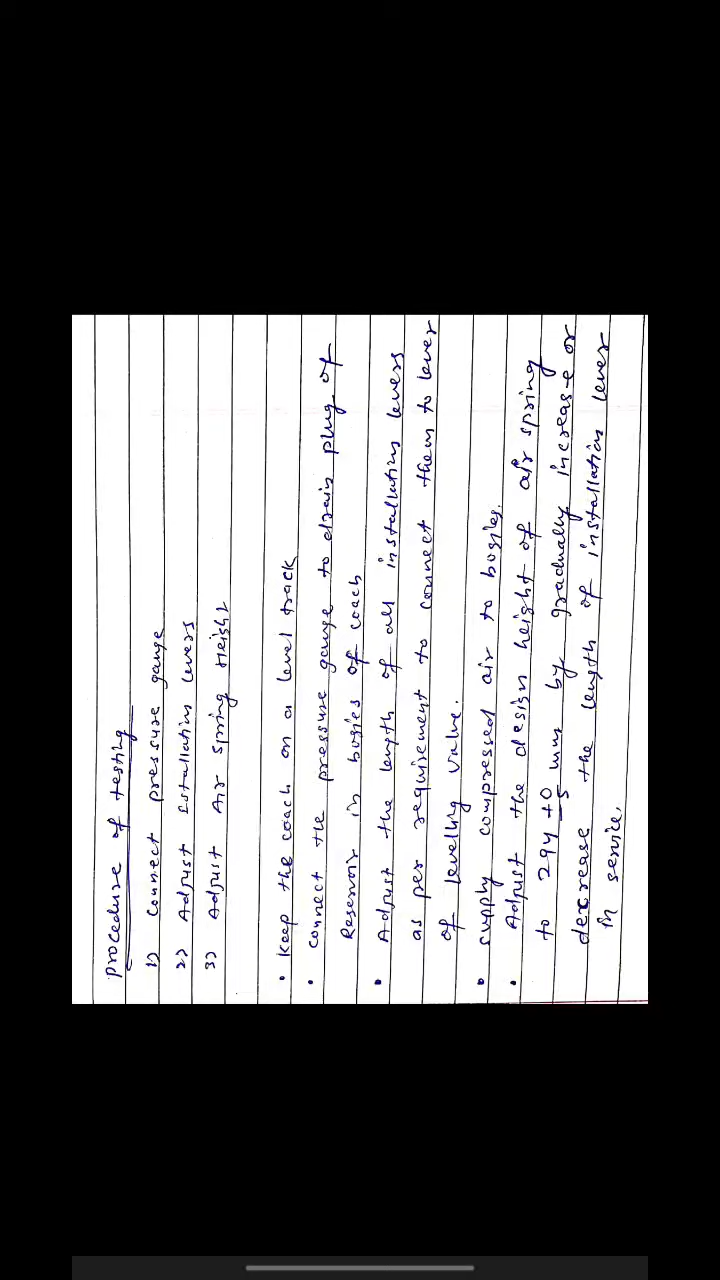 procedure of testing
1) Connect pressure gauge
2) Adjust Istallation levers
3) Adjust Air spring Height
• Keep the coach on a level track
• connect the pressure gauge to drain plug of
Reservoir in bogies of coach
• Adjust the length of all installation levers
as per requirement to connect them to lever
of levelling valve.
• supply compressed air to bogies.
• Adjust the design height of air spring
to 294 +0 -5 mm by gradually increase or
decrease the length of installation lever
in service.